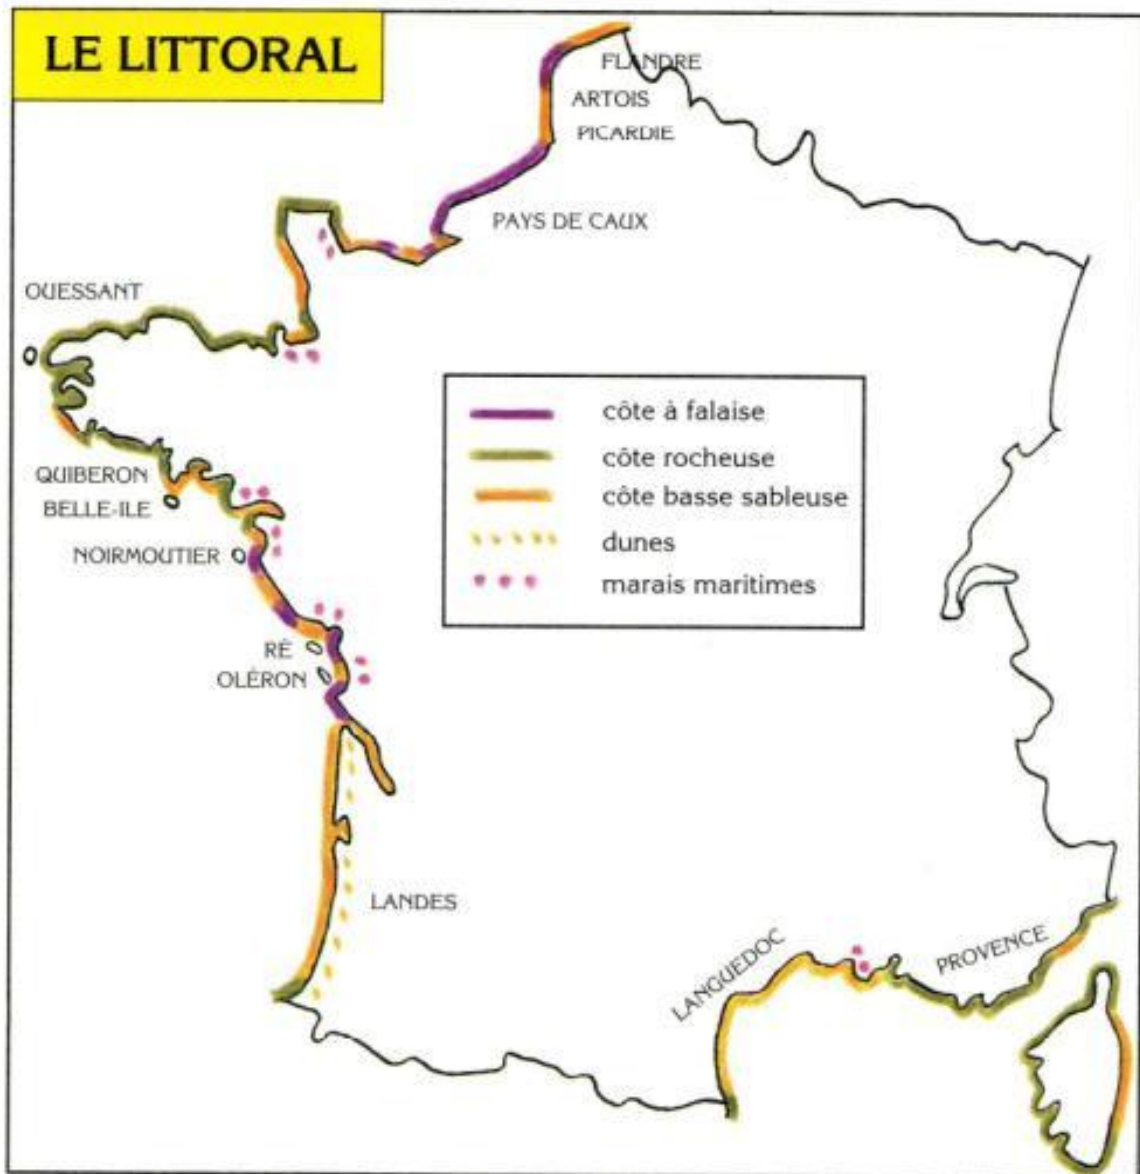 LE LITTORAL
FLANDRE
ARTOIS
PICARDIE
PAYS DE CAUX
OUESSANT
côte à falaise
côte rocheuse
côte basse sableuse
dunes
marais maritimes
QUIBERON
BELLE-ILE
NOIRMOUTIER
RÉ
OLÉRON
LANDES
LANGUEDOC
PROVENCE